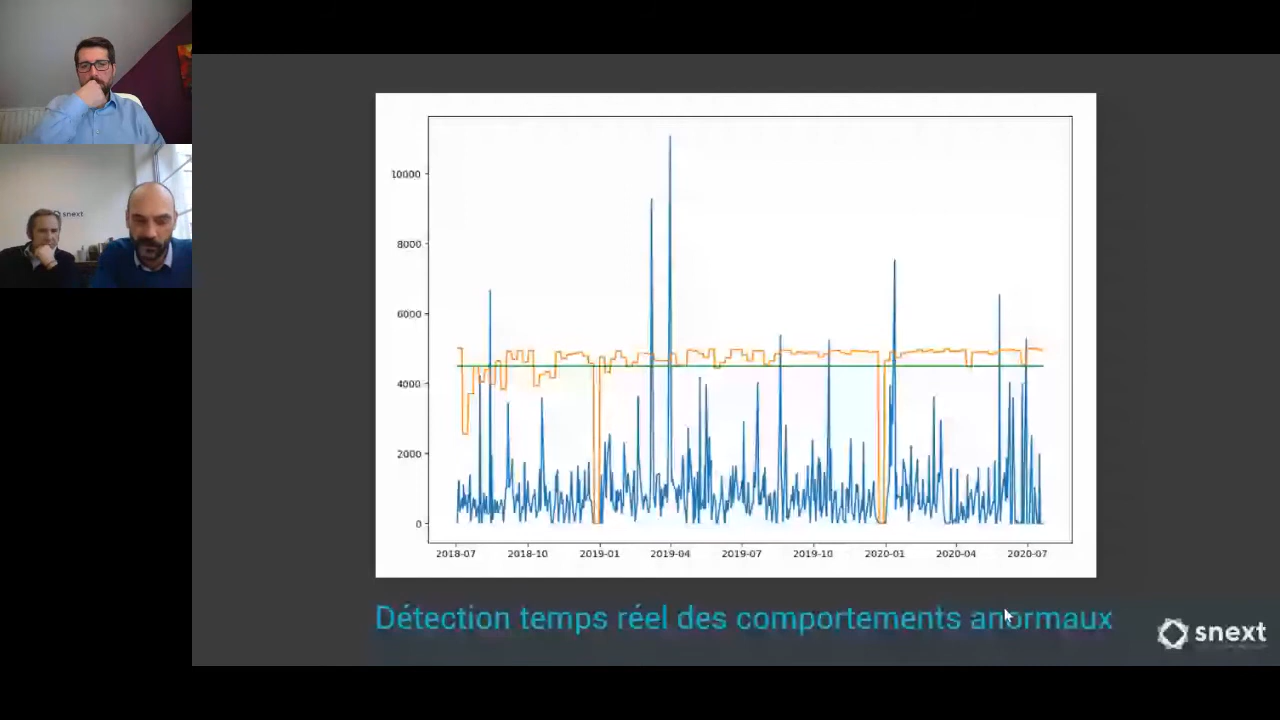 snext
10000
8000
6000
4000
2000
0
2018-07 2018-10 2019-01 2019-04 2019-07 2019-10 2020-01 2020-04 2020-07
Détection temps réel des comportements anormaux
snext